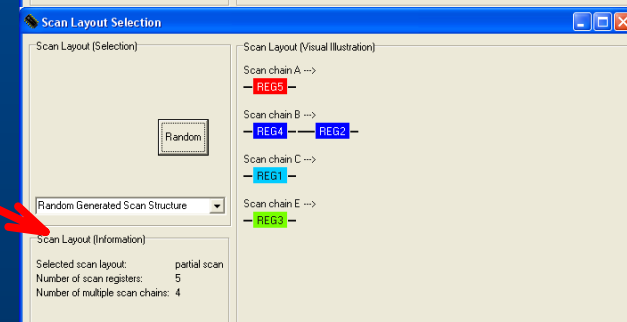 Scan Layout Selection
Scan Layout (Selection)
Random
Random Generated Scan Structure
Scan Layout (Information)
Selected scan layout: partial scan
Number of scan registers: 5
Number of multiple scan chains: 4
Scan Layout (Visual Illustration)
Scan chain A --->
REG5
Scan chain B --->
REG4 REG2
Scan chain C --->
REG1
Scan chain E --->
REG3